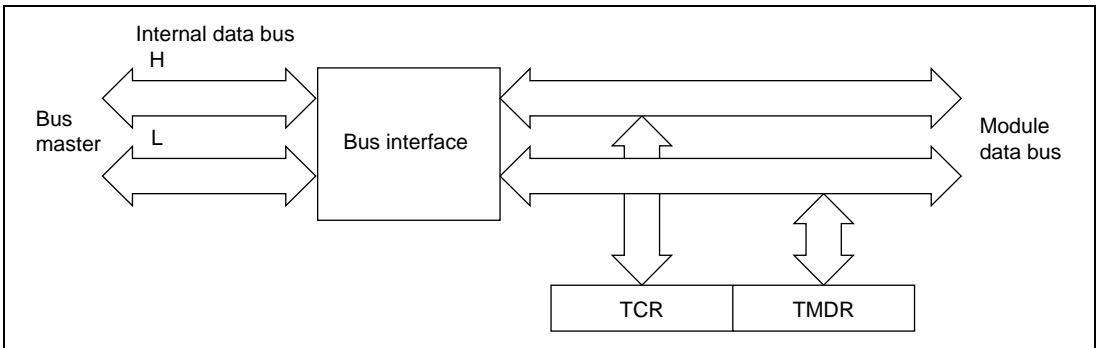 Internal data bus
H
Bus
master
L
Bus interface
Module
data bus
TCR
TMDR